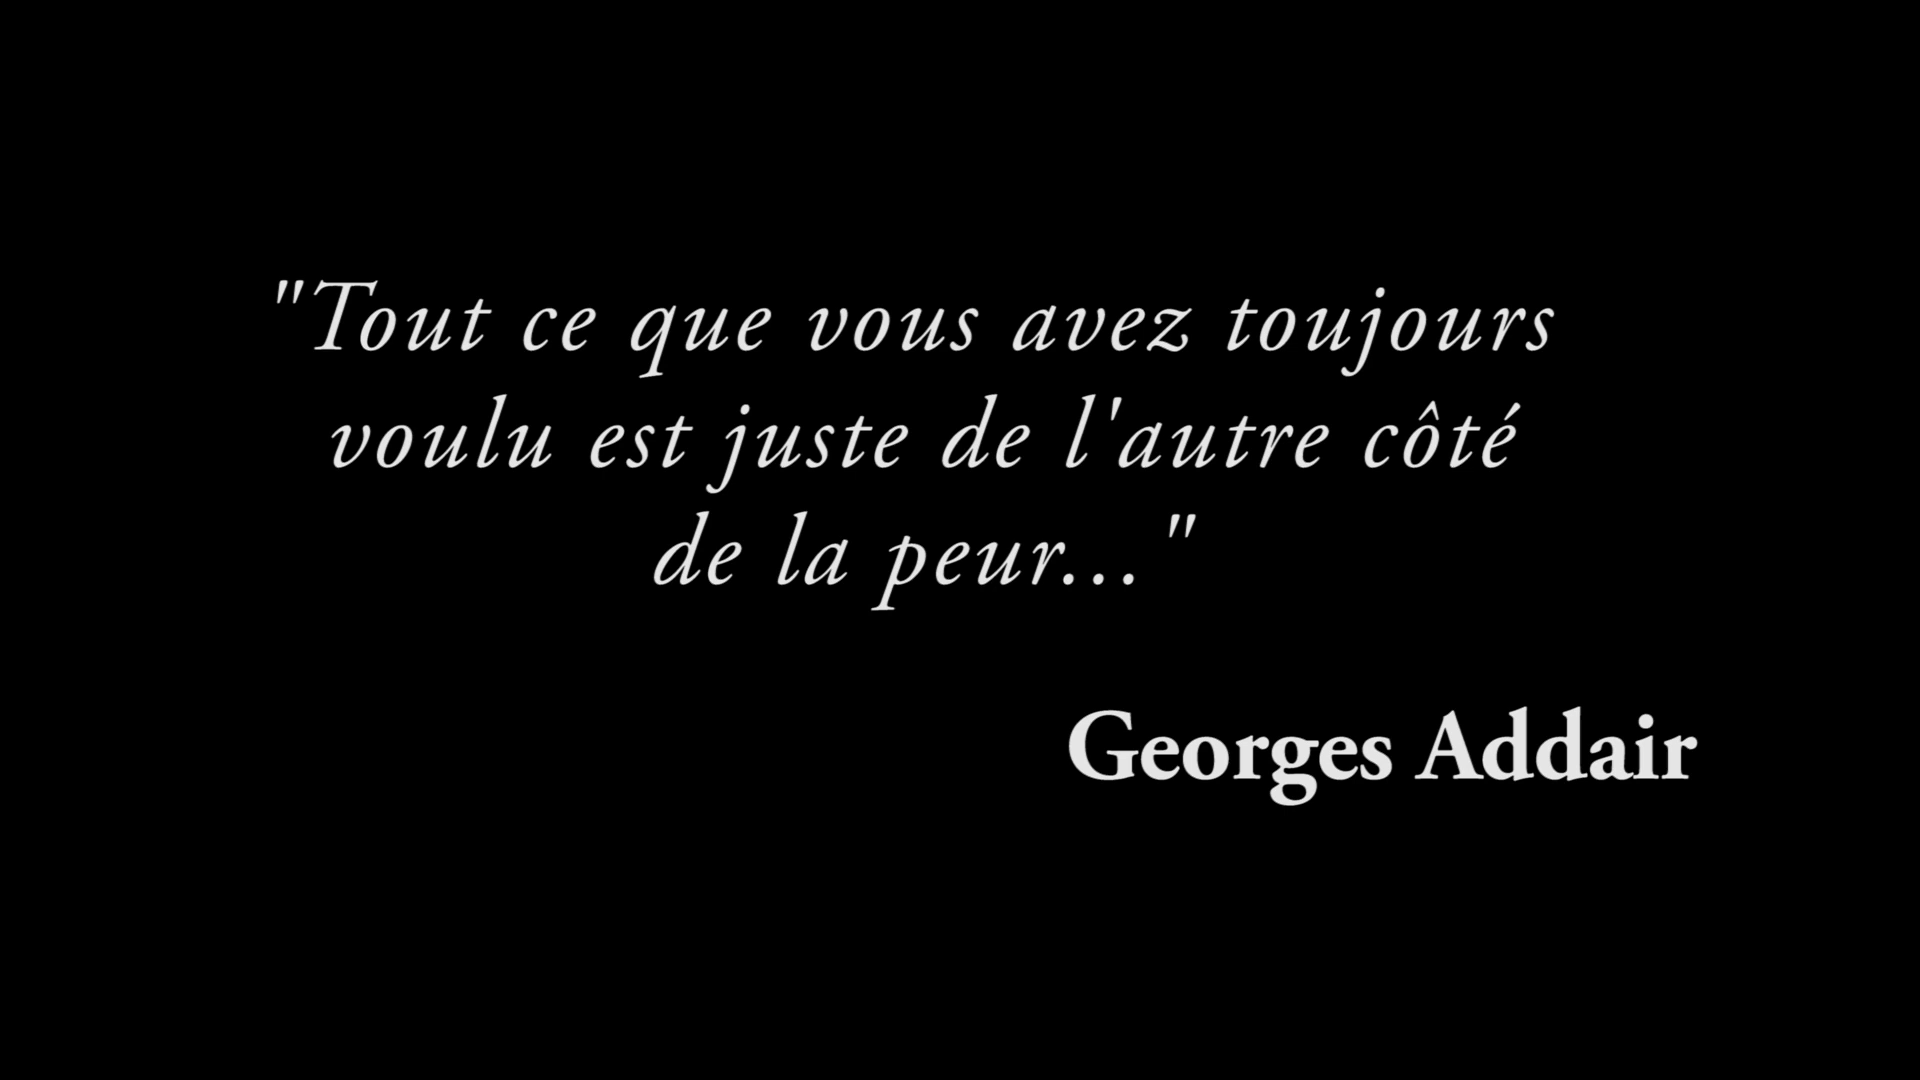 "Tout ce que vous avez toujours
voulu est juste de l'autre côté
de la peur..."
Georges Addair